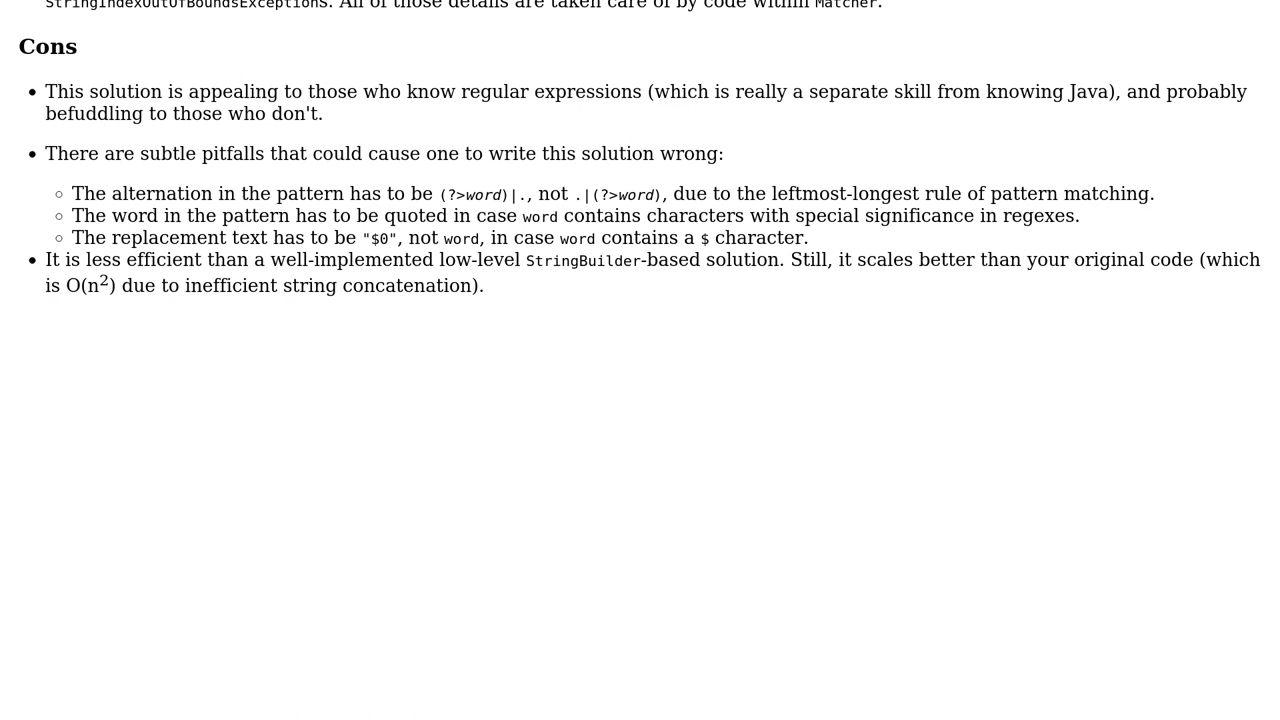 StringIndexOutOfBoundsExceptions. All of those details are taken care of by code within Matcher.
Cons
• This solution is appealing to those who know regular expressions (which is really a separate skill from knowing Java), and probably
befuddling to those who don't.
• There are subtle pitfalls that could cause one to write this solution wrong:
◦ The alternation in the pattern has to be (?>word)|., not .|(?>word), due to the leftmost-longest rule of pattern matching.
◦ The word in the pattern has to be quoted in case word contains characters with special significance in regexes.
◦ The replacement text has to be "$0", not word, in case word contains a $ character.
• It is less efficient than a well-implemented low-level StringBuilder-based solution. Still, it scales better than your original code (which
is O(n2) due to inefficient string concatenation).